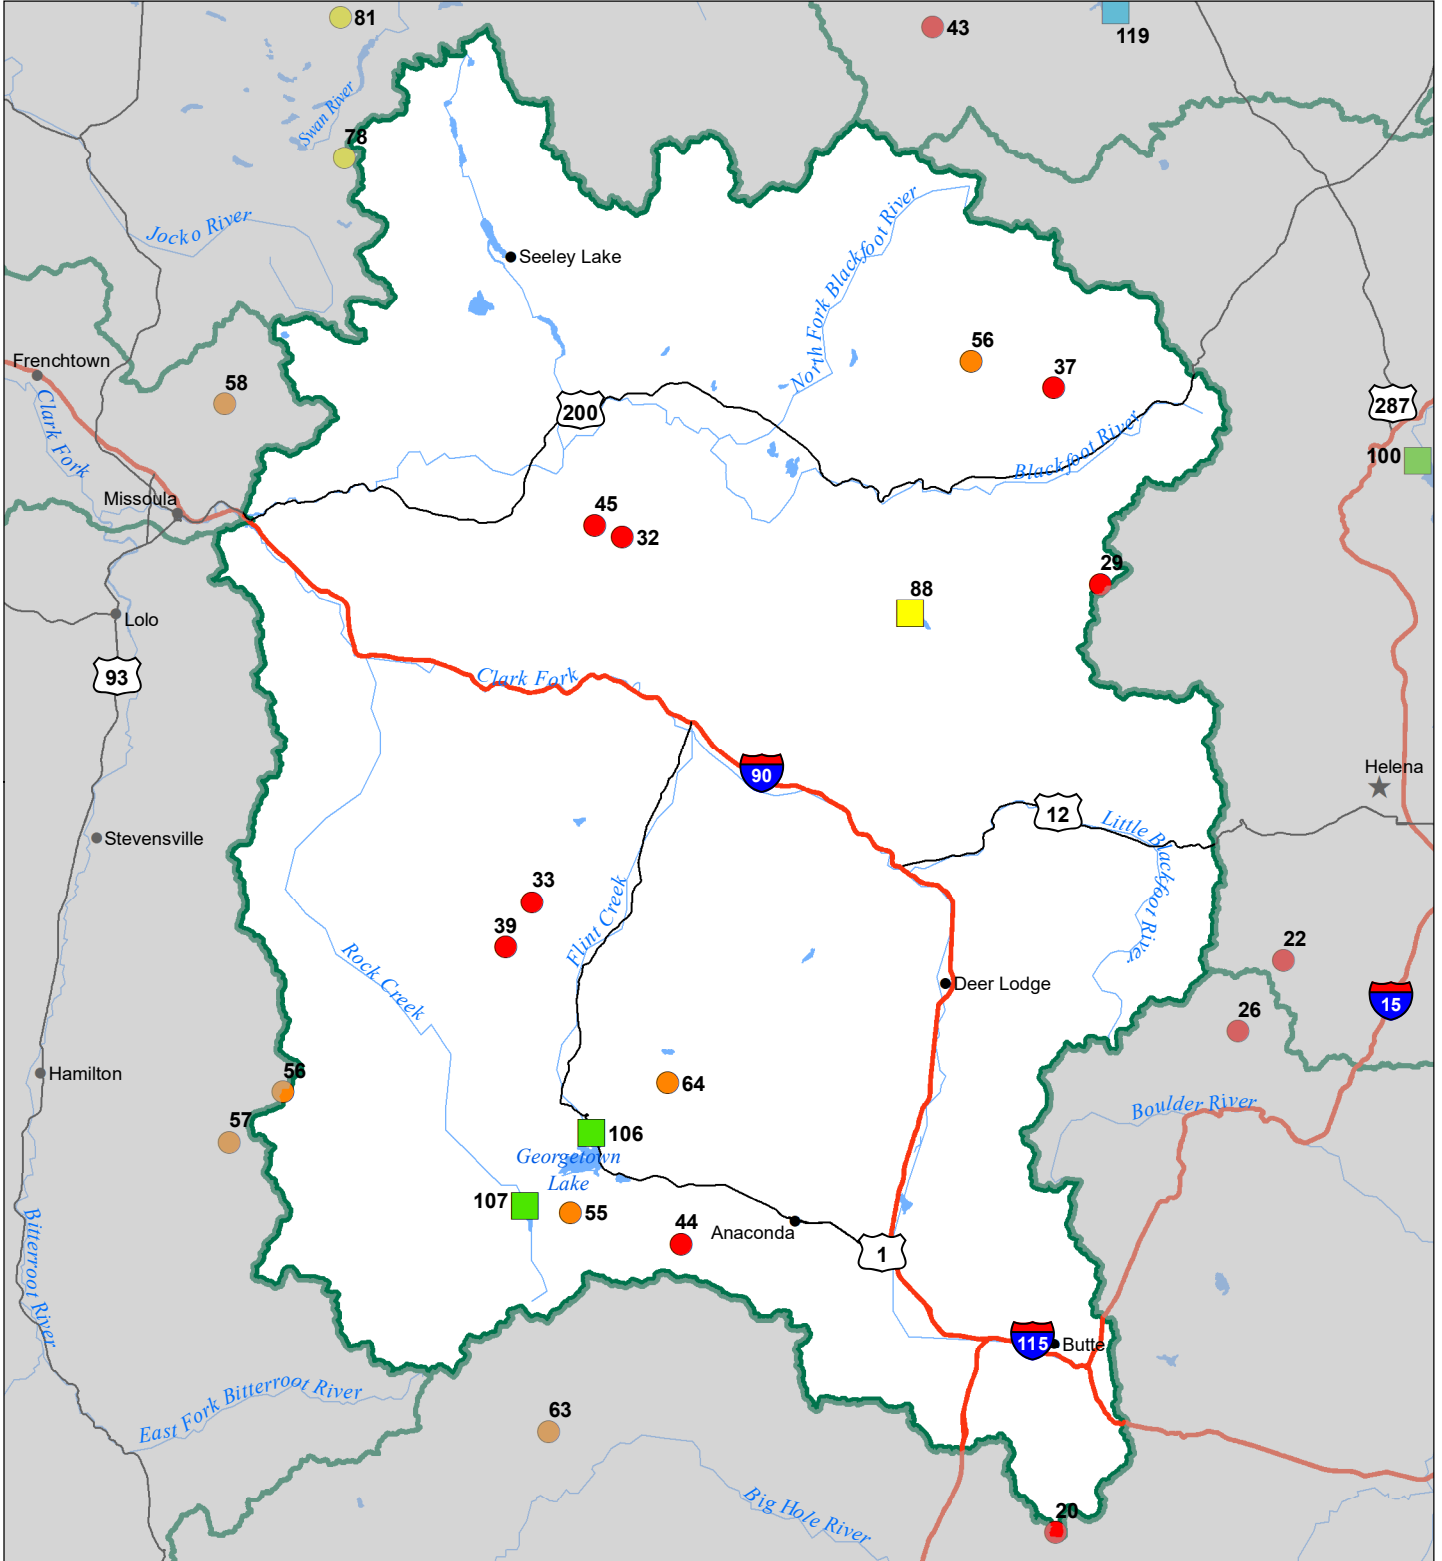 81
43
119
Swan River
78
Jocko River
Seeley Lake
North Fork Blackfoot River
56
37
Frenchtown
58
Clark Fork
200
287
Blackfoot River
100
Missoula
45
32
29
88
Lolo
93
Clark Fork
90
Helena
12
Little Blackfoot River
Stevensville
33
Flint Creek
39
Rock Creek
22
Deer Lodge
15
26
Hamilton
56
64
57
106
Boulder River
Georgetown
Lake
107
55
44
Anaconda
1
Bitterroot River
115
Butte
East Fork Bitterroot River
63
Big Hole River
20